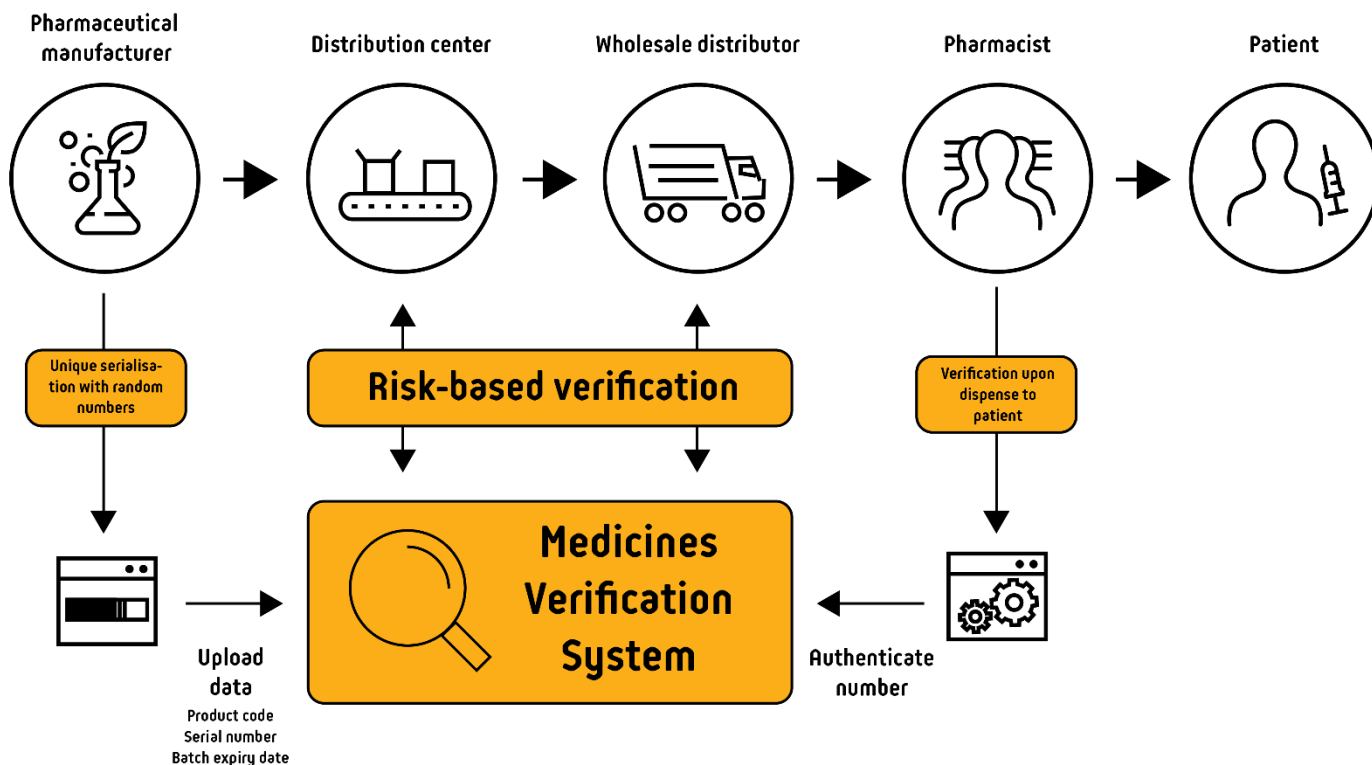 Pharmaceutical
manufacturer
Distribution center
Wholesale distributor
Pharmacist
Patient
Unique serialisa-
tion with random
numbers
Risk-based verification
Verification upon
dispense to
patient
Medicines
Verification
System
Upload
data
Product code
Serial number
Batch expiry date
Authenticate
number